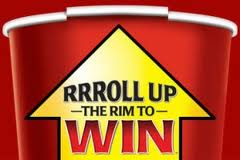 RRROLL UP
THE RIM TO
WIN